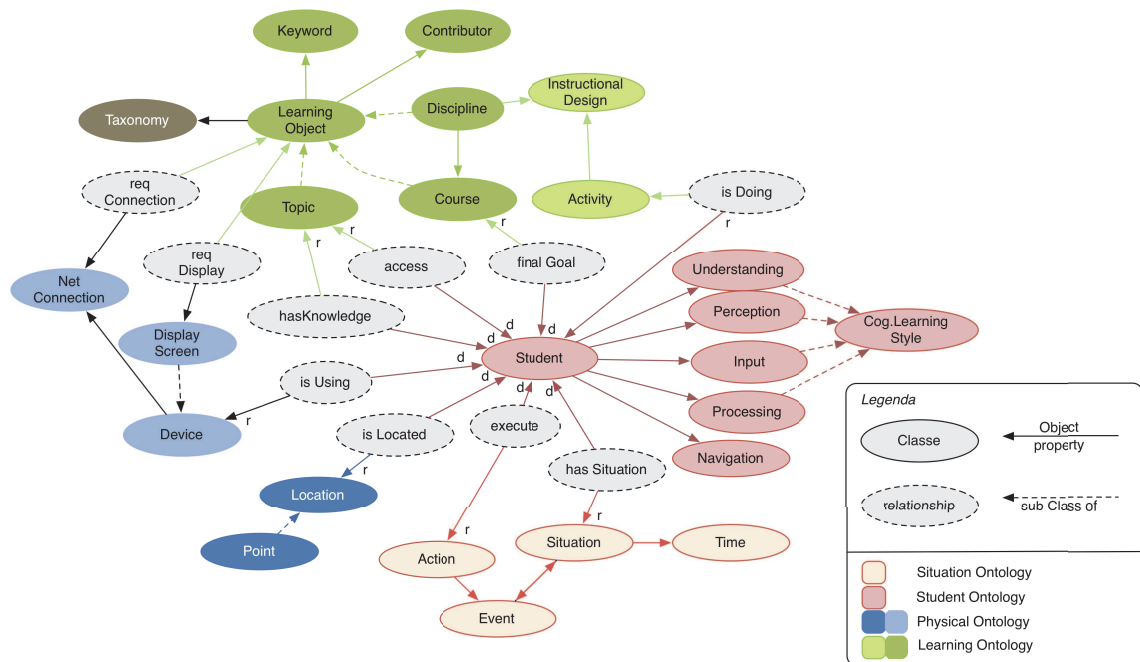 Keyword
Contributor
Instructional
Design
Taxonomy
Learning
Object
Discipline
req
Connection
Topic
Course
Activity
is Doing
r
r
r
r
req
Display
access
final Goal
Understanding
Net
Connection
hasKnowledge
Perception
Cog.Learning
Style
Display
Screen
d
d
d
d
Student
Input
is Using
d
d
d
d
Processing
Device
r
is Located
execute
Navigation
has Situation
r
Location
r
r
Point
Action
Situation
Time
Event
Legenda
Classe
Object
property
relationship
sub Class of
Situation Ontology
Student Ontology
Physical Ontology
Learning Ontology